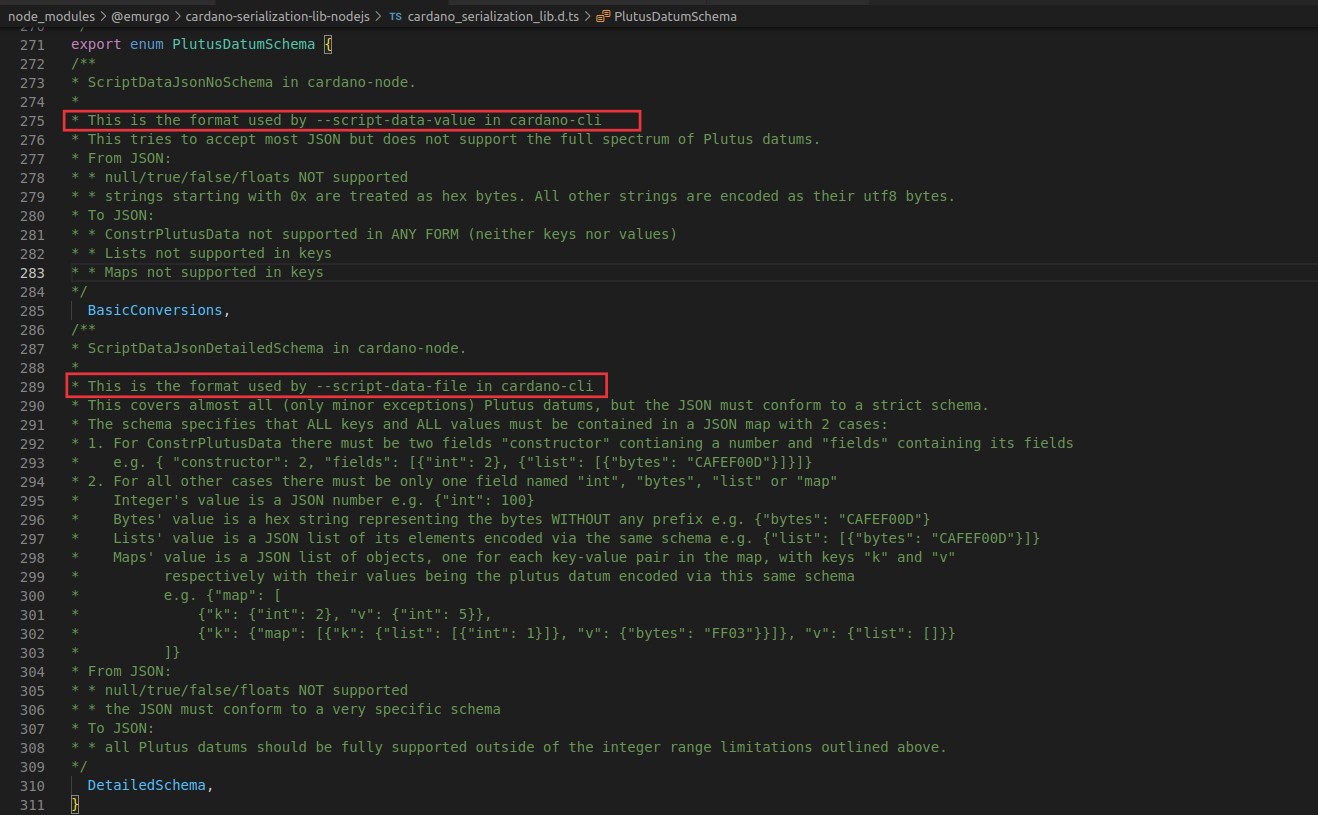 node_modules > @emurgo > cardano-serialization-lib-nodejs > TS cardano_serialization_lib.d.ts > PlutusDatumSchema
271 export enum PlutusDatumSchema {
272 /**
273 * ScriptDataJsonNoSchema in cardano-node.
274 *
275 * This is the format used by --script-data-value in cardano-cli
276 * This tries to accept most JSON but does not support the full spectrum of Plutus datums.
277 * From JSON:
278 * * null/true/false/floats NOT supported
279 * * strings starting with 0x are treated as hex bytes. All other strings are encoded as their utf8 bytes.
280 * To JSON:
281 * * ConstrPlutusData not supported in ANY FORM (neither keys nor values)
282 * * Lists not supported in keys
283 * * Maps not supported in keys
284 */
285   BasicConversions,
286 /**
287 * ScriptDataJsonDetailedSchema in cardano-node.
288 *
289 * This is the format used by --script-data-file in cardano-cli
290 * This covers almost all (only minor exceptions) Plutus datums, but the JSON must conform to a strict schema.
291 * The schema specifies that ALL keys and ALL values must be contained in a JSON map with 2 cases:
292 * 1. For ConstrPlutusData there must be two fields "constructor" contianing a number and "fields" containing its fields
293 *    e.g. { "constructor": 2, "fields": [{"int": 2}, {"list": [{"bytes": "CAFEF00D"}]}]}
294 * 2. For all other cases there must be only one field named "int", "bytes", "list" or "map"
295 *    Integer's value is a JSON number e.g. {"int": 100}
296 *    Bytes' value is a hex string representing the bytes WITHOUT any prefix e.g. {"bytes": "CAFEF00D"}
297 *    Lists' value is a JSON list of its elements encoded via the same schema e.g. {"list": [{"bytes": "CAFEF00D"}]}
298 *    Maps' value is a JSON list of objects, one for each key-value pair in the map, with keys "k" and "v"
299 *          respectively with their values being the plutus datum encoded via this same schema
300 *          e.g. {"map": [
301 *              {"k": {"int": 2}, "v": {"int": 5}},
302 *              {"k": {"map": [{"k": {"list": [{"int": 1}]}, "v": {"bytes": "FF03"}}]}, "v": {"list": []}}
303 *          ]}
304 * From JSON:
305 * * null/true/false/floats NOT supported
306 * * the JSON must conform to a very specific schema
307 * To JSON:
308 * * all Plutus datums should be fully supported outside of the integer range limitations outlined above.
309 */
310   DetailedSchema,
311 }